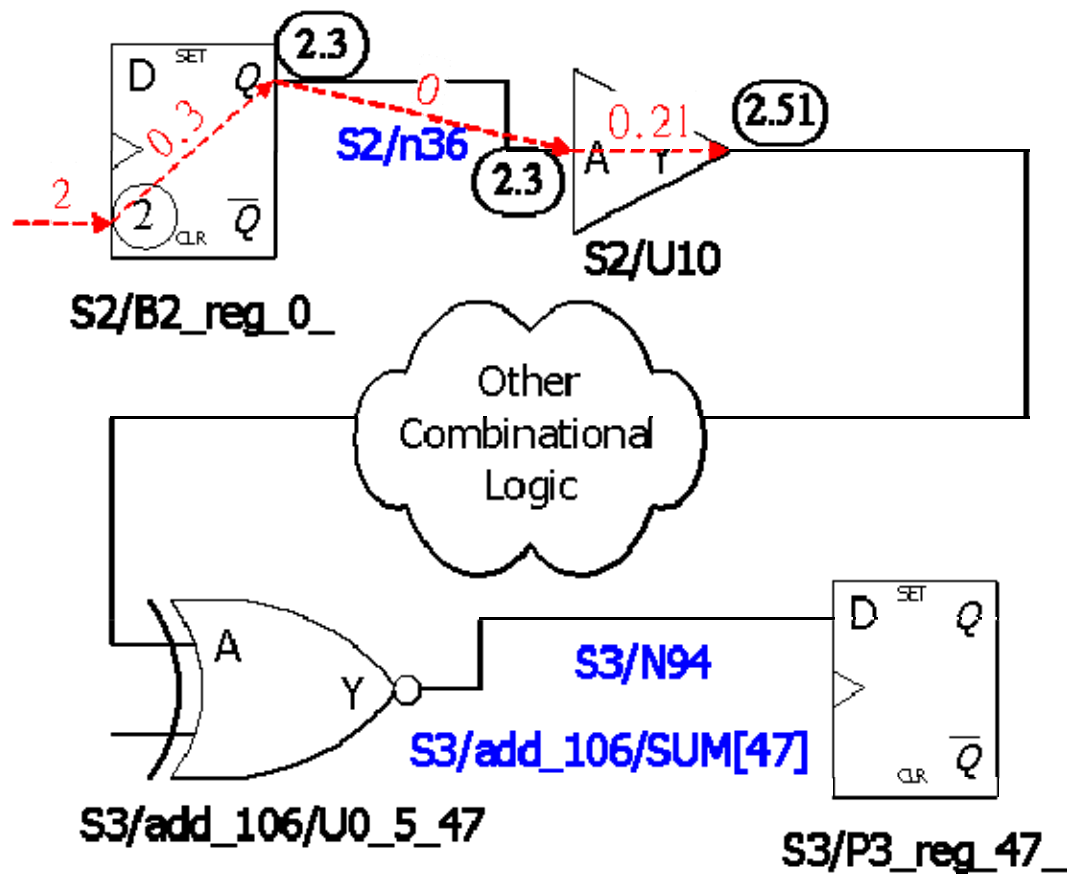 2.3
SET
D
Q
0
0.3
0.21
2.51
S2/n36
2.3
A
Y
2
2
CLR
Q
S2/U10
S2/B2_reg_0_
Other
Combinational
Logic
SET
D
Q
A
S3/N94
Y
S3/add_106/SUM[47]
CLR
Q
S3/add_106/U0_5_47
S3/P3_reg_47_